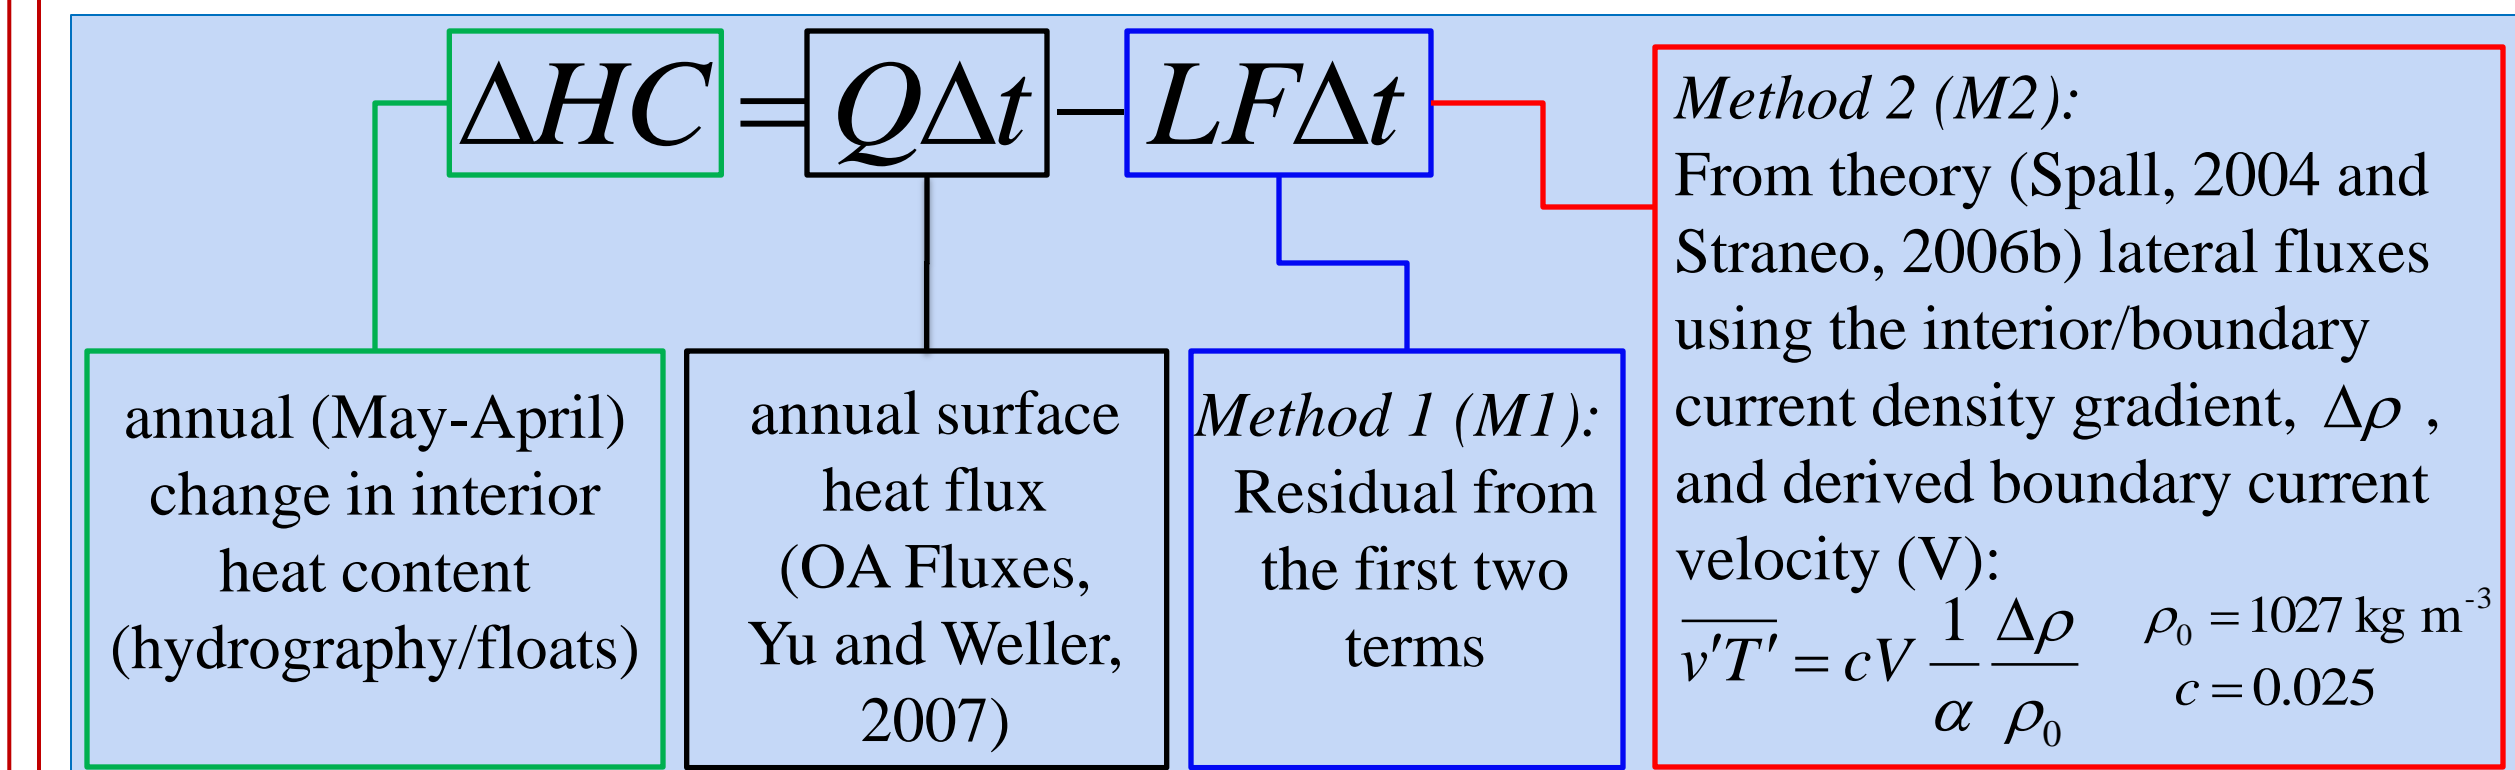 ΔHC = QΔt − LFΔt
annual (May-April)
change in interior
heat content
(hydrography/floats)
annual surface
heat flux
(OA Fluxes,
Yu and Weller,
2007)
Method 1 (M1):
Residual from
the first two
terms
Method 2 (M2):
From theory (Spall, 2004 and
Straneo, 2006b) lateral fluxes
using the interior/boundary
current density gradient, Δρ ,
and derived boundary current
velocity (V):
\overline{v'T'} = cV \frac{1}{α} \frac{Δρ}{ρ₀}
ρ₀ = 1027 kg m⁻³
c = 0.025